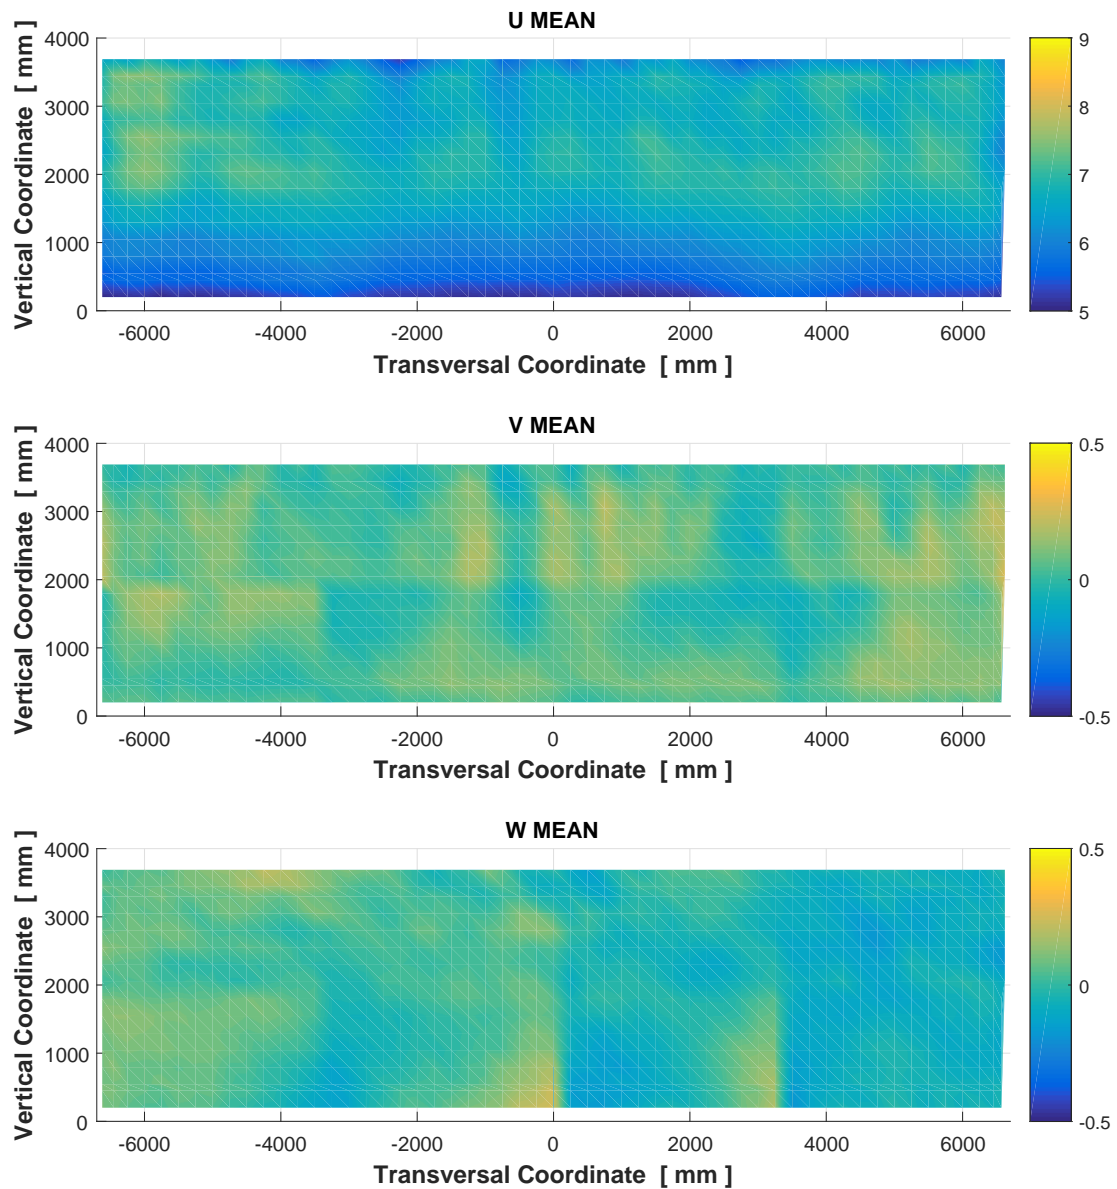 U MEAN
4000
3000
2000
1000
0
Vertical Coordinate [ mm ]
-6000 -4000 -2000 0 2000 4000 6000
Transversal Coordinate [ mm ]
9
8
7
6
5
V MEAN
4000
3000
2000
1000
0
Vertical Coordinate [ mm ]
-6000 -4000 -2000 0 2000 4000 6000
Transversal Coordinate [ mm ]
0.5
0
-0.5
W MEAN
4000
3000
2000
1000
0
Vertical Coordinate [ mm ]
-6000 -4000 -2000 0 2000 4000 6000
Transversal Coordinate [ mm ]
0.5
0
-0.5